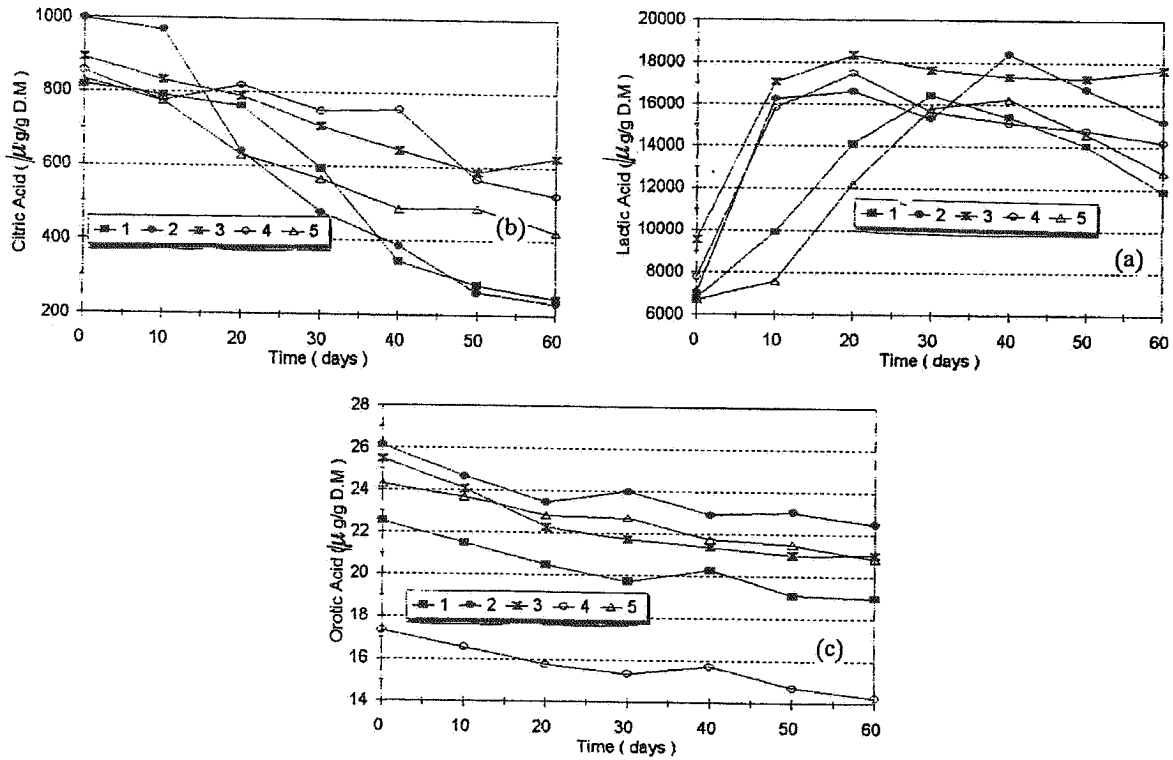 1000
800
600
400
200
Citric Acid (μg/g D.M)
1 2 3 4 5
(b)
0 10 20 30 40 50 60
Time ( days )
20000
18000
16000
14000
12000
10000
8000
6000
Lactic Acid (μg/g D.M)
1 2 3 4 5
(a)
0 10 20 30 40 50 60
Time ( days )
28
26
24
22
20
18
16
14
Orotic Acid (μg/g D.M)
1 2 3 4 5
(c)
0 10 20 30 40 50 60
Time ( days )